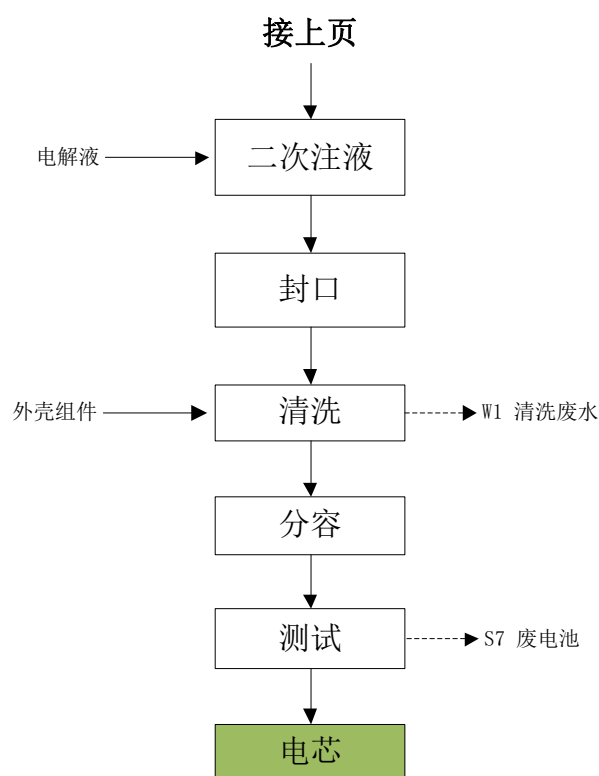 接上页
电解液
二次注液
封口
外壳组件
清洗
W1 清洗废水
分容
测试
S7 废电池
电芯